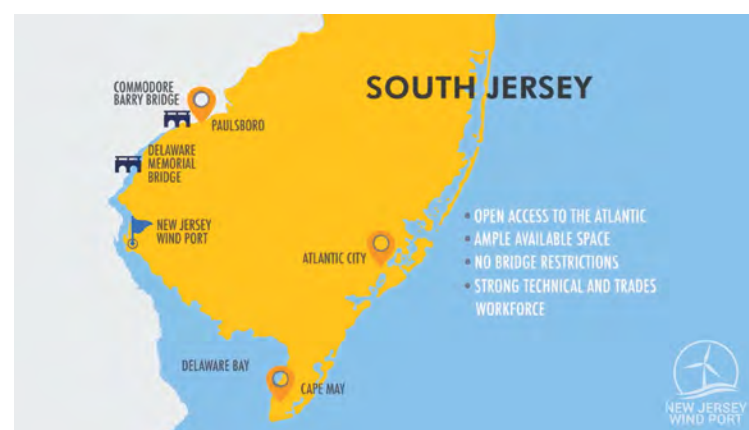 SOUTH JERSEY
COMMODORE
BARRY BRIDGE
PAULSBORO
DELAWARE
MEMORIAL
BRIDGE
NEW JERSEY
WIND PORT
ATLANTIC CITY
DELAWARE BAY
CAPE MAY
• OPEN ACCESS TO THE ATLANTIC
• AMPLE AVAILABLE SPACE
• NO BRIDGE RESTRICTIONS
• STRONG TECHNICAL AND TRADES
WORKFORCE
NEW JERSEY
WIND PORT